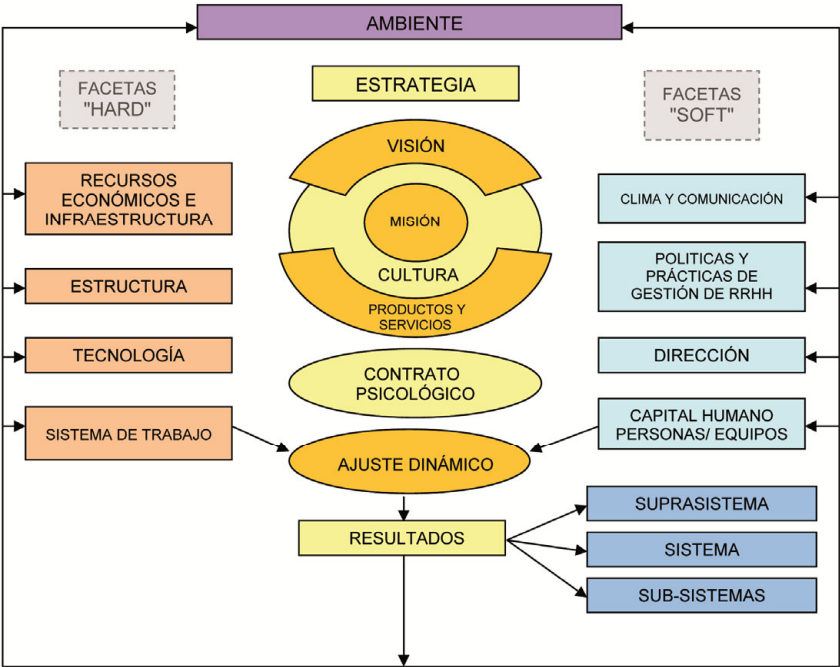 AMBIENTE
FACETAS
"HARD"
ESTRATEGIA
FACETAS
"SOFT"
VISIÓN
MISIÓN
CULTURA
PRODUCTOS Y
SERVICIOS
RECURSOS
ECONÓMICOS E
INFRAESTRUCTURA
ESTRUCTURA
TECNOLOGÍA
SISTEMA DE TRABAJO
CLIMA Y COMUNICACIÓN
POLITICAS Y
PRÁCTICAS DE
GESTIÓN DE RRHH
DIRECCIÓN
CAPITAL HUMANO
PERSONAS/ EQUIPOS
CONTRATO
PSICOLÓGICO
AJUSTE DINÁMICO
RESULTADOS
SUPRASISTEMA
SISTEMA
SUB-SISTEMAS